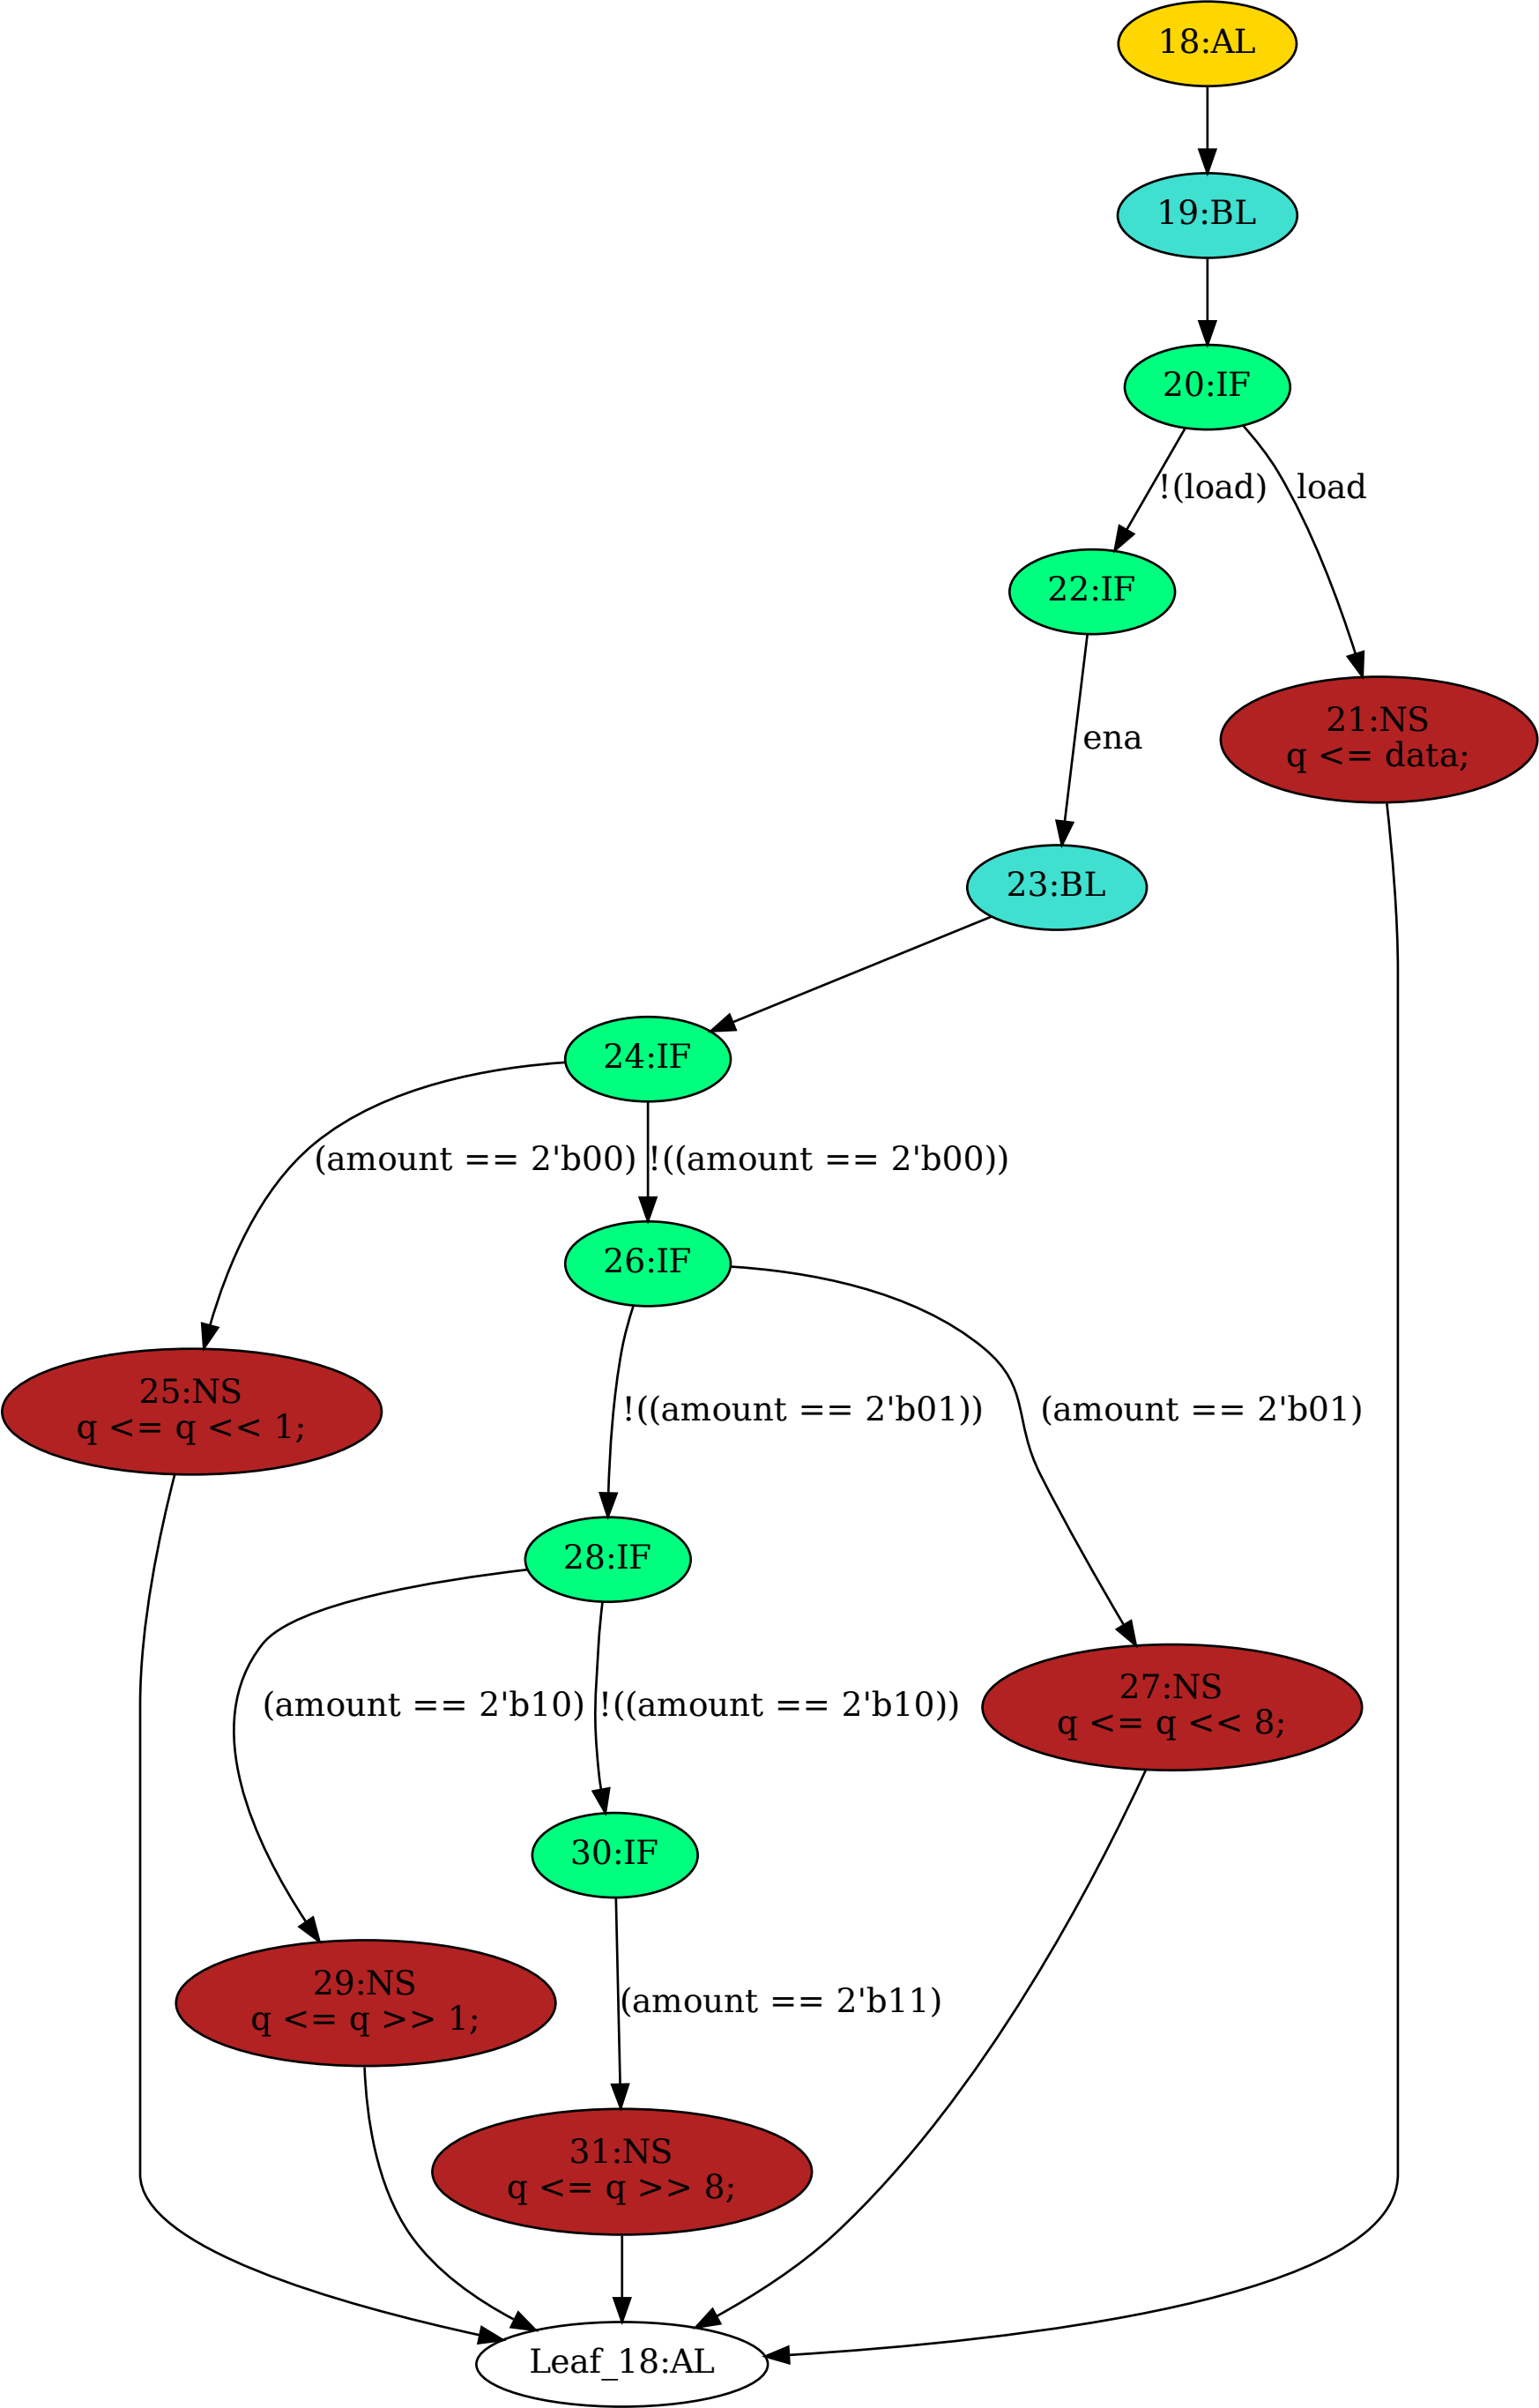 18:AL
19:BL
20:IF
!(load)
load
22:IF
21:NS
q <= data;
ena
23:BL
24:IF
(amount == 2'b00)
!((amount == 2'b00))
26:IF
25:NS
q <= q << 1;
!((amount == 2'b01))
(amount == 2'b01)
28:IF
27:NS
q <= q << 8;
(amount == 2'b10)
!((amount == 2'b10))
30:IF
29:NS
q <= q >> 1;
(amount == 2'b11)
31:NS
q <= q >> 8;
Leaf_18:AL